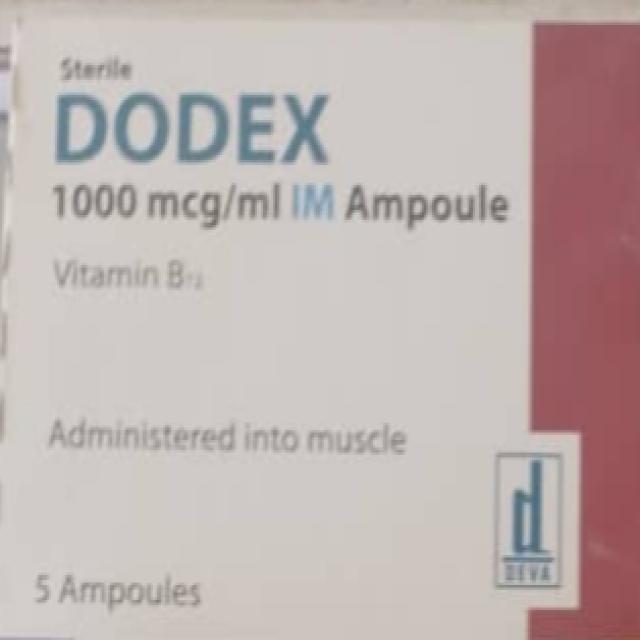 Sterile
DODEX
1000 mcg/ml IM Ampoule
Vitamin B12
Administered into muscle
d
DEVA
5 Ampoules